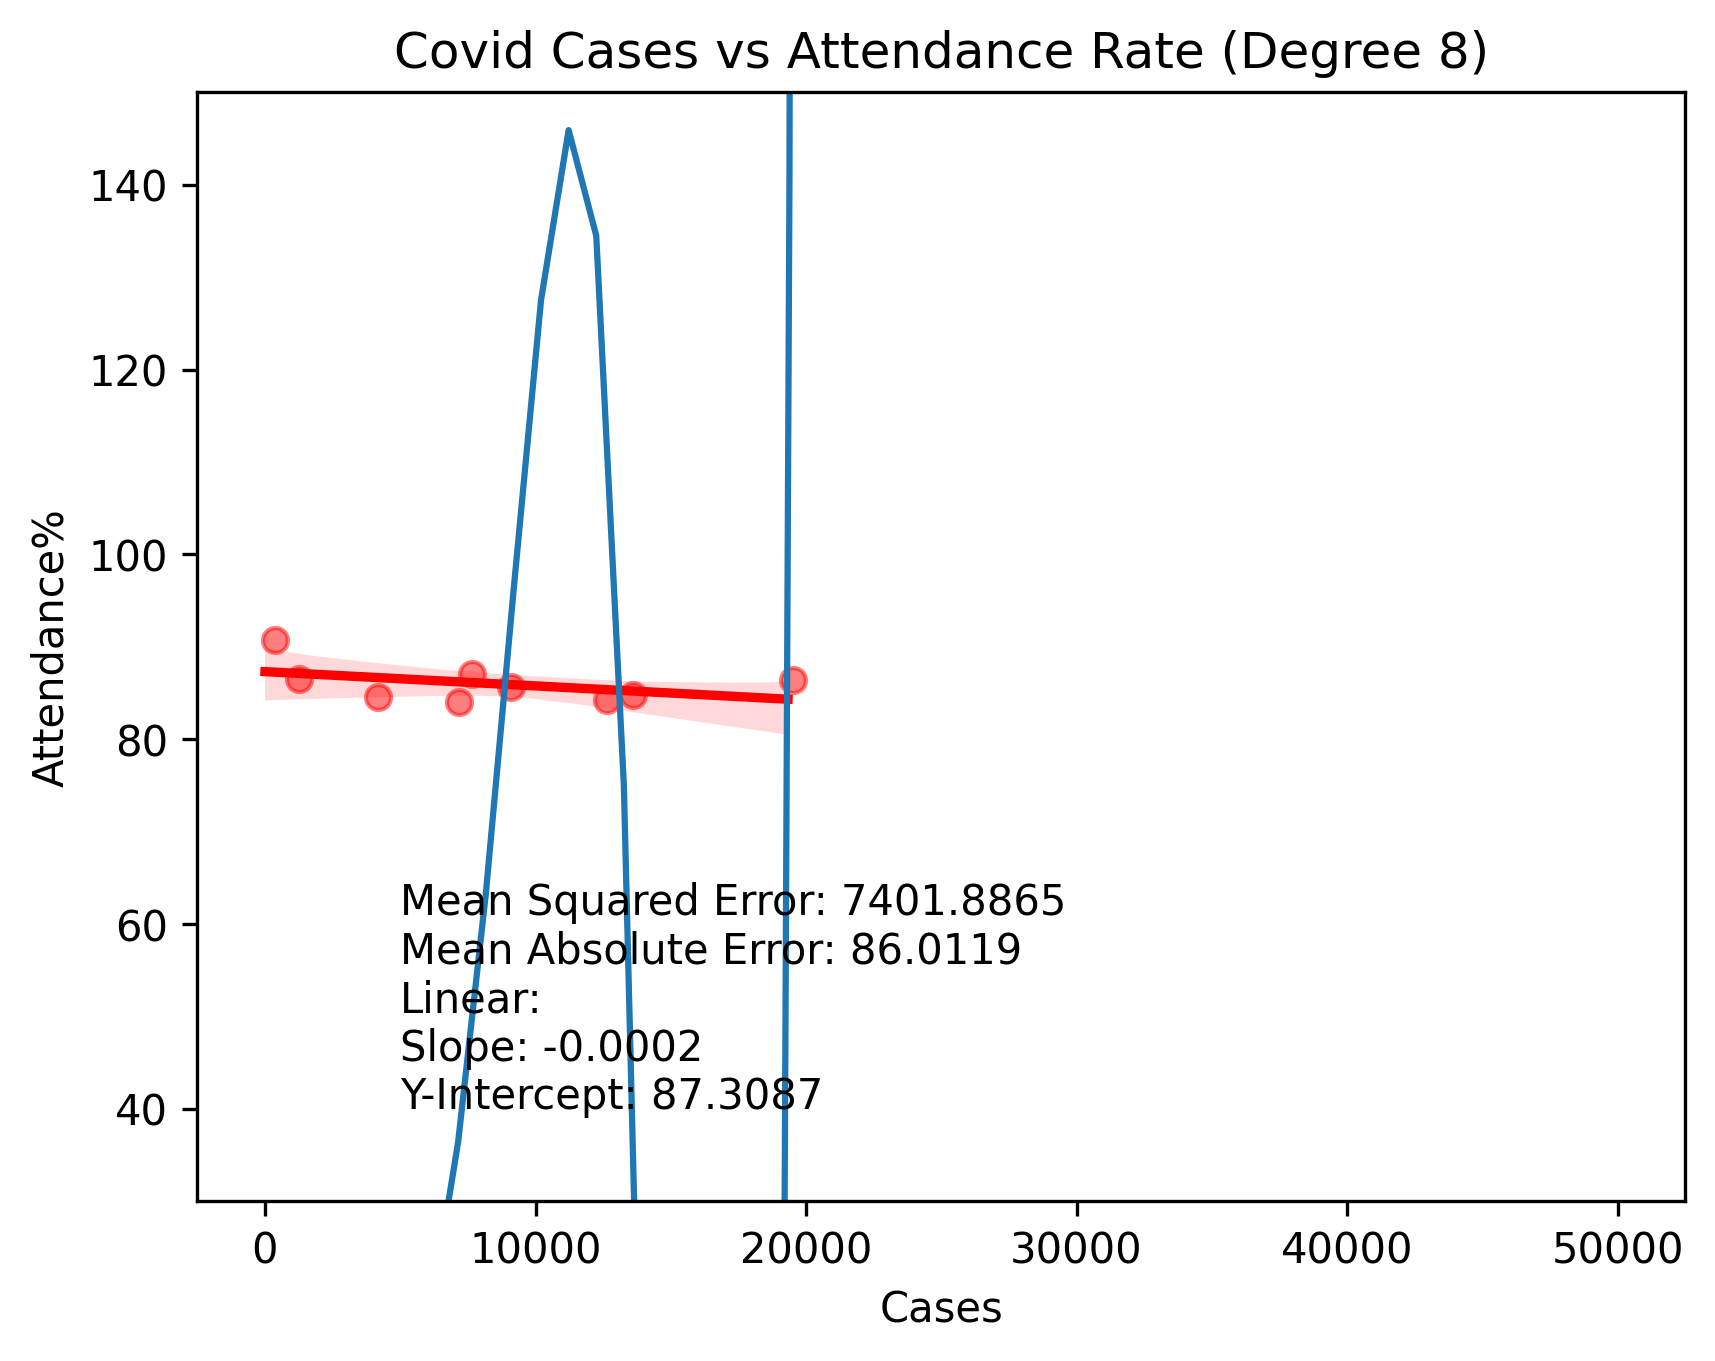 Covid Cases vs Attendance Rate (Degree 8)
Attendance%
140
120
100
80
60
40
Mean Squared Error: 7401.8865
Mean Absolute Error: 86.0119
Linear:
Slope: -0.0002
Y-Intercept: 87.3087
0 10000 20000 30000 40000 50000
Cases